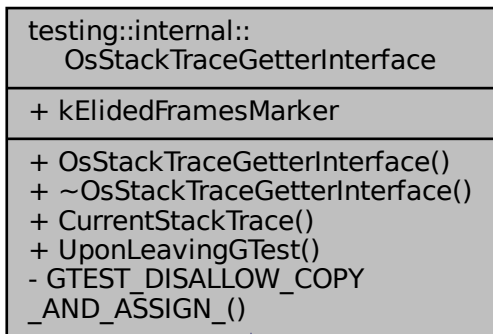 testing::internal::
OsStackTraceGetterInterface
+ kElidedFramesMarker
+ OsStackTraceGetterInterface()
+ ~OsStackTraceGetterInterface()
+ CurrentStackTrace()
+ UponLeavingGTest()
- GTEST_DISALLOW_COPY
_AND_ASSIGN_()